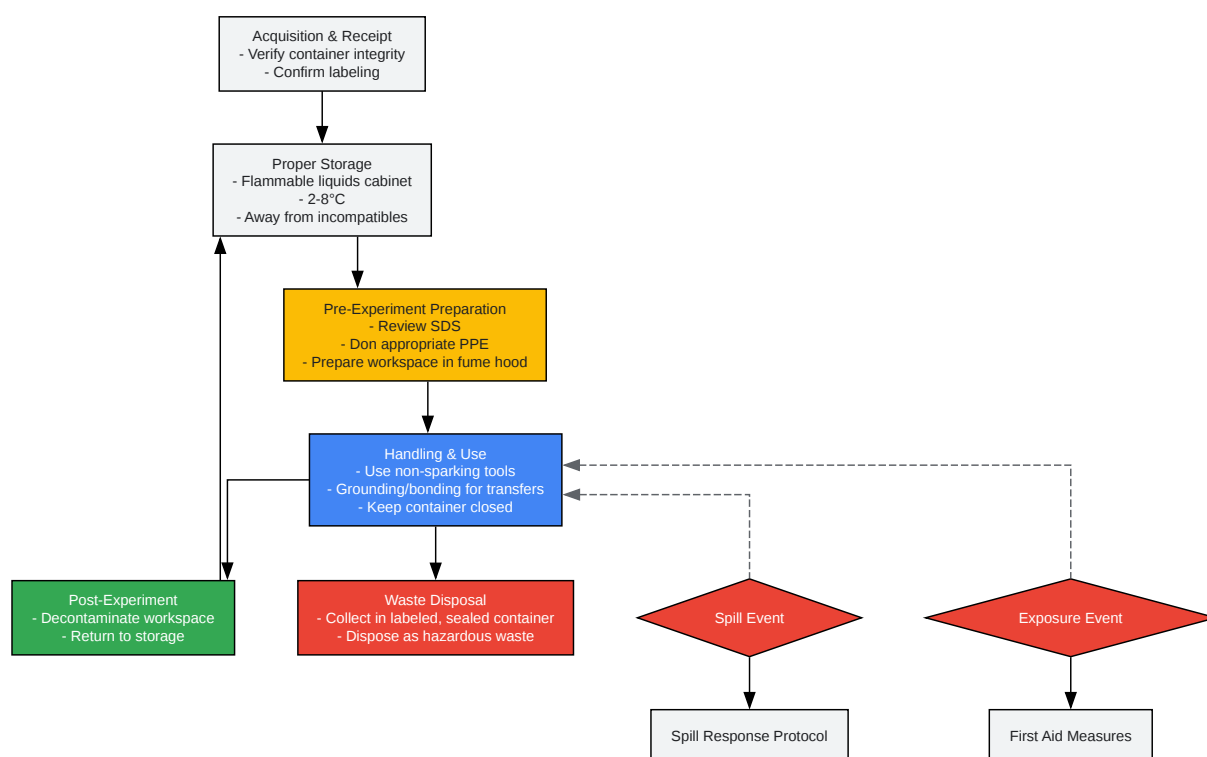 Acquisition & Receipt
- Verify container integrity
- Confirm labeling
Proper Storage
- Flammable liquids cabinet
- 2-8°C
- Away from incompatibles
Pre-Experiment Preparation
- Review SDS
- Don appropriate PPE
- Prepare workspace in fume hood
Handling & Use
- Use non-sparking tools
- Grounding/bonding for transfers
- Keep container closed
Post-Experiment
- Decontaminate workspace
- Return to storage
Waste Disposal
- Collect in labeled, sealed container
- Dispose as hazardous waste
Spill Event
Exposure Event
Spill Response Protocol
First Aid Measures